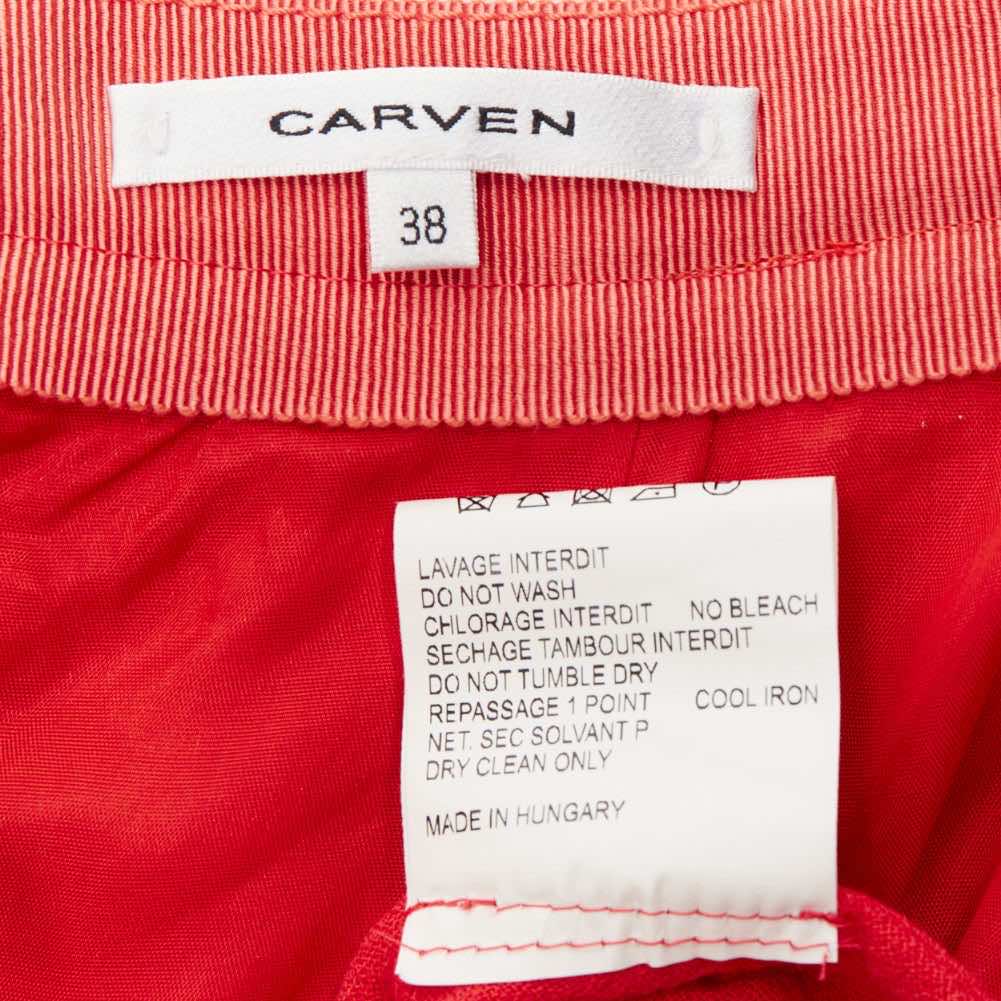 CARVEN
38
LAVAGE INTERDIT
DO NOT WASH
CHLORAGE INTERDIT NO BLEACH
SECHAGE TAMBOUR INTERDIT
DO NOT TUMBLE DRY
REPASSAGE 1 POINT COOL IRON
NET. SEC SOLVANT P
DRY CLEAN ONLY
MADE IN HUNGARY